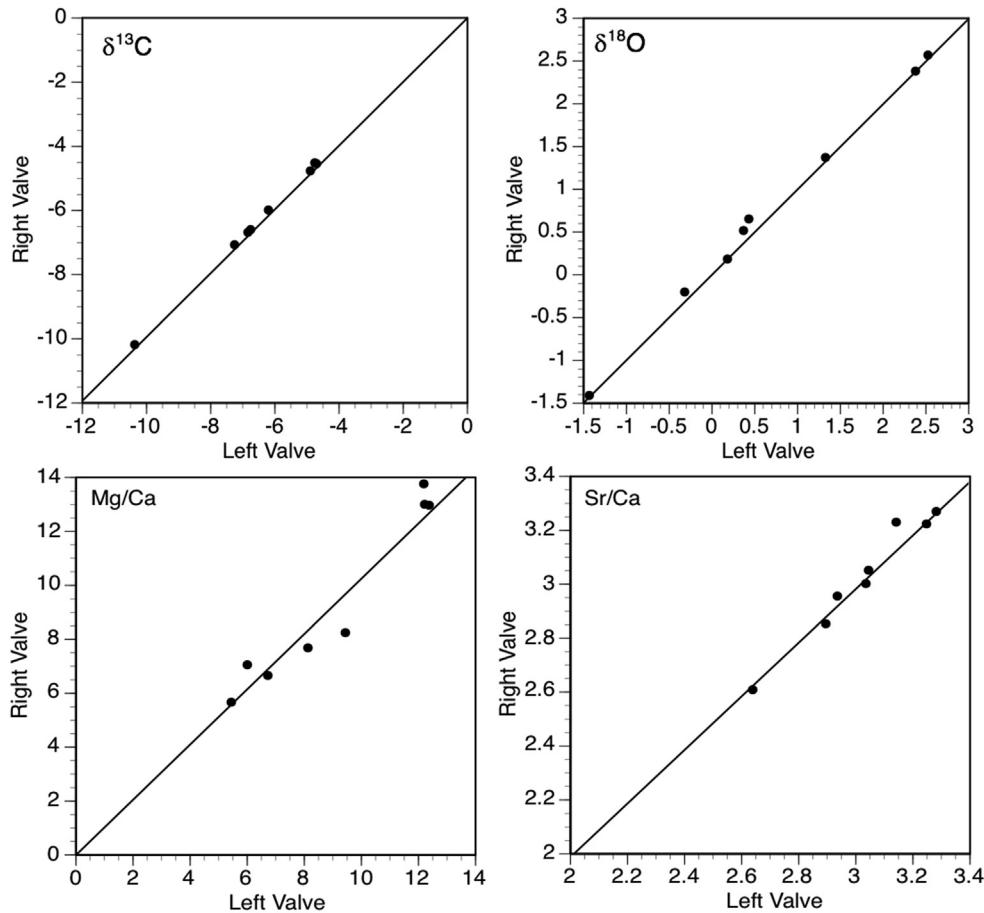 δ¹³C
0
-2
-4
-6
-8
-10
-12
Right Valve
-12 -10 -8 -6 -4 -2 0
Left Valve
δ¹⁸O
3
2.5
2
1.5
1
0.5
0
-0.5
-1
-1.5
Right Valve
-1.5 -1 -0.5 0 0.5 1 1.5 2 2.5 3
Left Valve
Mg/Ca
14
12
10
8
6
4
2
0
Right Valve
0 2 4 6 8 10 12 14
Left Valve
Sr/Ca
3.4
3.2
3
2.8
2.6
2.4
2.2
2
Right Valve
2 2.2 2.4 2.6 2.8 3 3.2 3.4
Left Valve